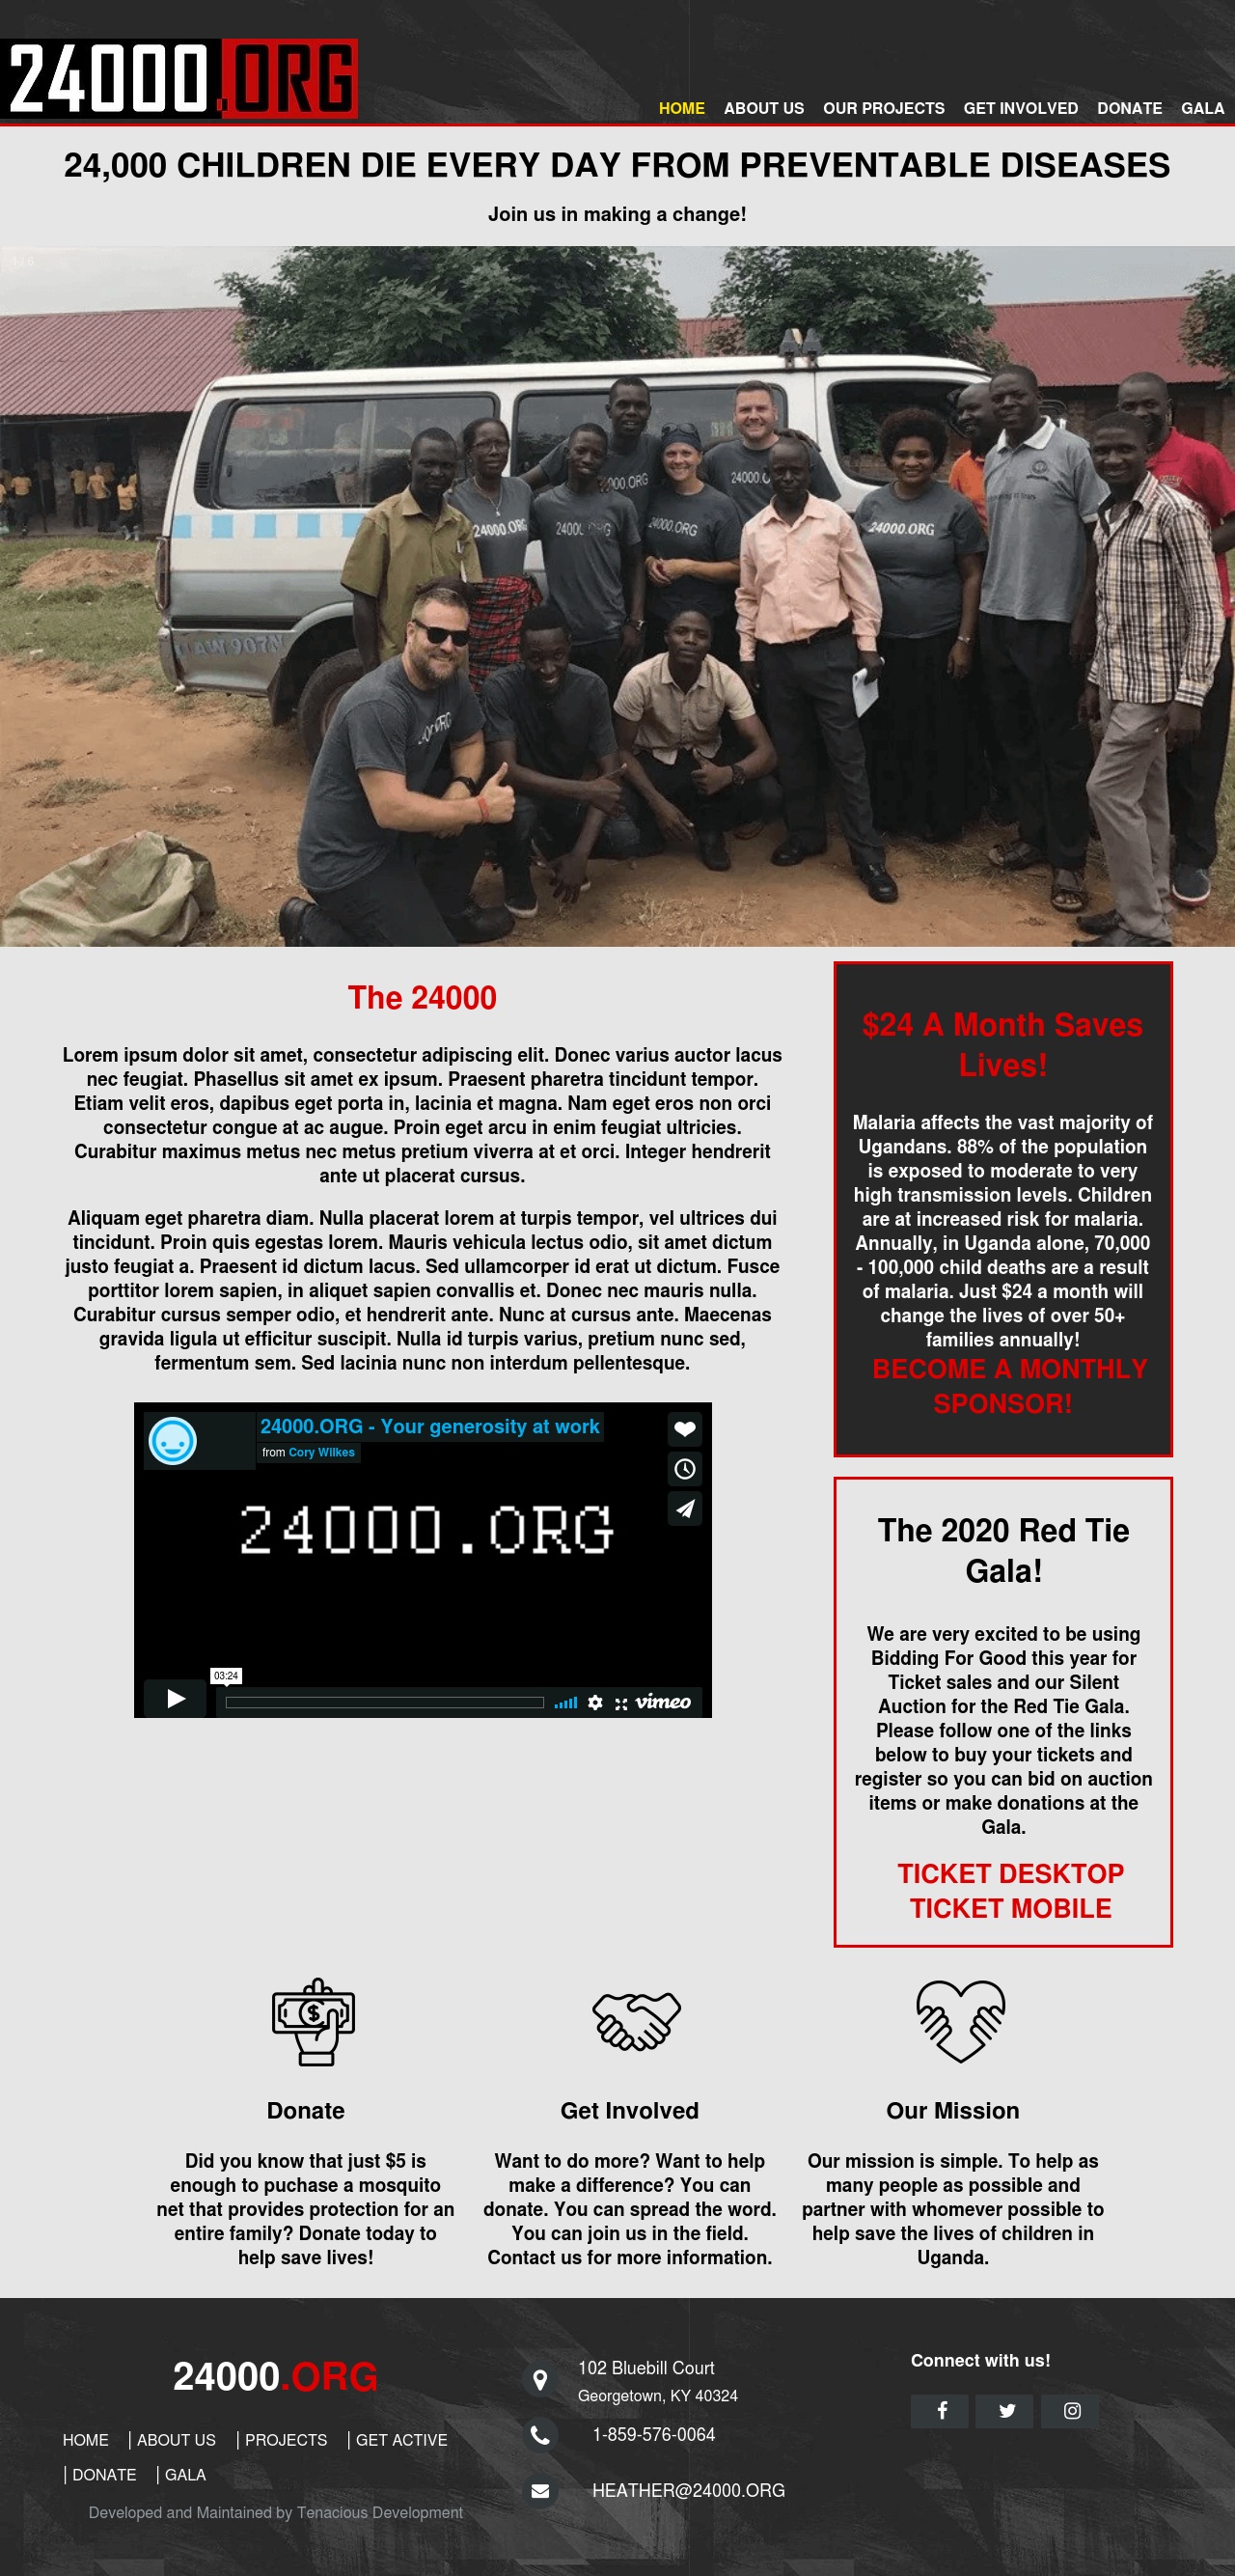 24000.ORG
HOME ABOUT US OUR PROJECTS GET INVOLVED DONATE GALA
24,000 CHILDREN DIE EVERY DAY FROM PREVENTABLE DISEASES
Join us in making a change!
24000.ORG
24000.ORG
24000.ORG
The 24000
Lorem ipsum dolor sit amet, consectetur adipiscing elit. Donec varius auctor lacus
nec feugiat. Phasellus sit amet ex ipsum. Praesent pharetra tincidunt tempor.
Etiam velit eros, dapibus eget porta in, lacinia et magna. Nam eget eros non orci
consectetur congue at ac augue. Proin eget arcu in enim feugiat ultricies.
Curabitur maximus metus nec metus pretium viverra at et orci. Integer hendrerit
ante ut placerat cursus.
Aliquam eget pharetra diam. Nulla placerat lorem at turpis tempor, vel ultrices dui
tincidunt. Proin quis egestas lorem. Mauris vehicula lectus odio, sit amet dictum
justo feugiat a. Praesent id dictum lacus. Sed ullamcorper id erat ut dictum. Fusce
porttitor lorem sapien, in aliquet sapien convallis et. Donec nec mauris nulla.
Curabitur cursus semper odio, et hendrerit ante. Nunc at cursus ante. Maecenas
gravida ligula ut efficitur suscipit. Nulla id turpis varius, pretium nunc sed,
fermentum sem. Sed lacinia nunc non interdum pellentesque.
24000.ORG - Your generosity at work
from Cory Wilkes
24000.ORG
03:24
vimeo
$24 A Month Saves
Lives!
Malaria affects the vast majority of
Ugandans. 88% of the population
is exposed to moderate to very
high transmission levels. Children
are at increased risk for malaria.
Annually, in Uganda alone, 70,000
- 100,000 child deaths are a result
of malaria. Just $24 a month will
change the lives of over 50+
families annually!
BECOME A MONTHLY
SPONSOR!
The 2020 Red Tie
Gala!
We are very excited to be using
Bidding For Good this year for
Ticket sales and our Silent
Auction for the Red Tie Gala.
Please follow one of the links
below to buy your tickets and
register so you can bid on auction
items or make donations at the
Gala.
TICKET DESKTOP
TICKET MOBILE
Donate
Did you know that just $5 is
enough to puchase a mosquito
net that provides protection for an
entire family? Donate today to
help save lives!
Get Involved
Want to do more? Want to help
make a difference? You can
donate. You can spread the word.
You can join us in the field.
Contact us for more information.
Our Mission
Our mission is simple. To help as
many people as possible and
partner with whomever possible to
help save the lives of children in
Uganda.
24000.ORG
HOME | ABOUT US | PROJECTS | GET ACTIVE
| DONATE | GALA
Developed and Maintained by Tenacious Development
102 Bluebill Court
Georgetown, KY 40324
1-859-576-0064
HEATHER@24000.ORG
Connect with us!